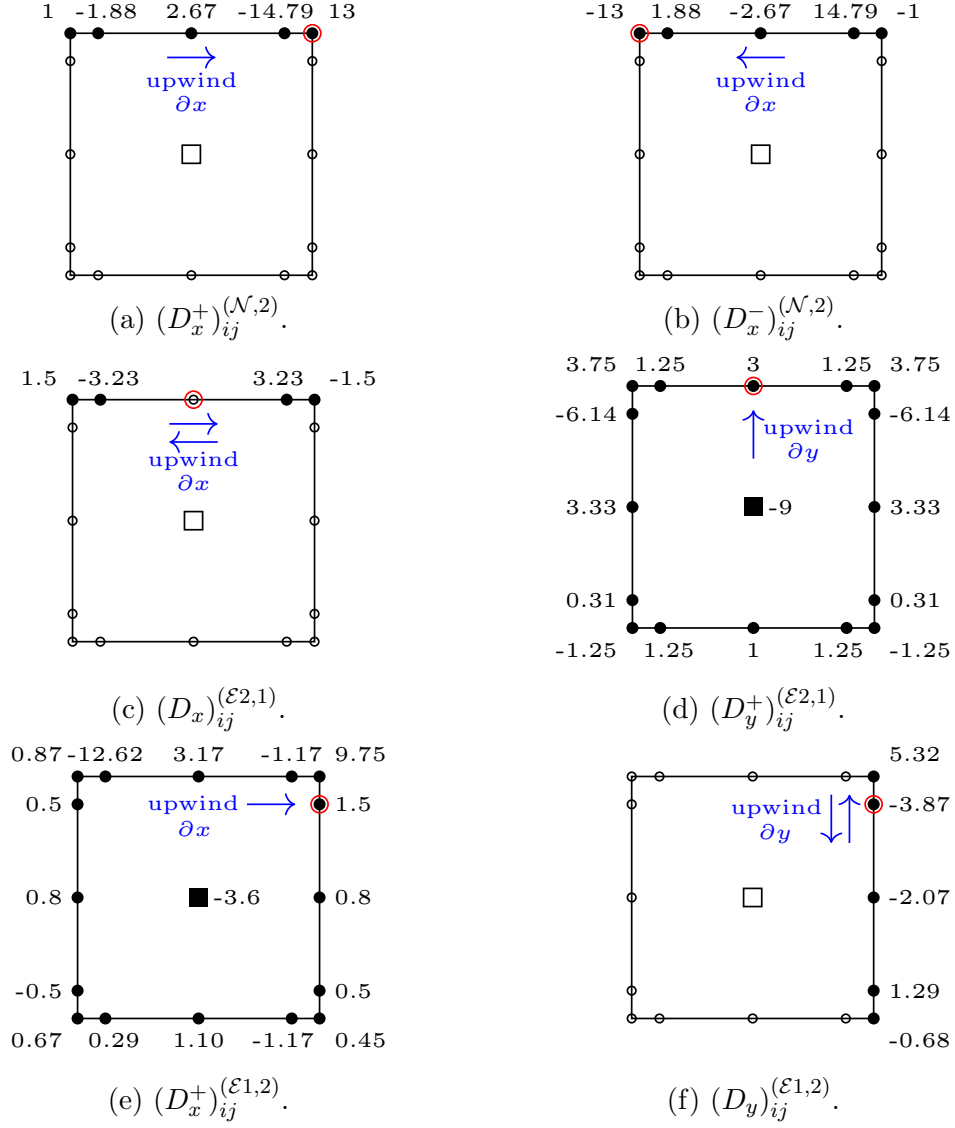 1 -1.88 2.67 -14.79 13
upwind
∂x
(a) (D_x^+)_{ij}^{(𝒩,2)}.
-13 1.88 -2.67 14.79 -1
upwind
∂x
(b) (D_x^-)_{ij}^{(𝒩,2)}.
1.5 -3.23 3.23 -1.5
upwind
∂x
(c) (D_x)_{ij}^{(ℰ2,1)}.
3.75 1.25 3 1.25 3.75
-6.14 upwind -6.14
∂y
3.33 -9 3.33
0.31 0.31
-1.25 1.25 1 1.25 -1.25
(d) (D_y^+)_{ij}^{(ℰ2,1)}.
0.87 -12.62 3.17 -1.17 9.75
0.5 upwind 1.5
∂x
0.8 -3.6 0.8
-0.5 0.5
0.67 0.29 1.10 -1.17 0.45
(e) (D_x^+)_{ij}^{(ℰ1,2)}.
5.32
upwind -3.87
∂y
-2.07
1.29
-0.68
(f) (D_y)_{ij}^{(ℰ1,2)}.